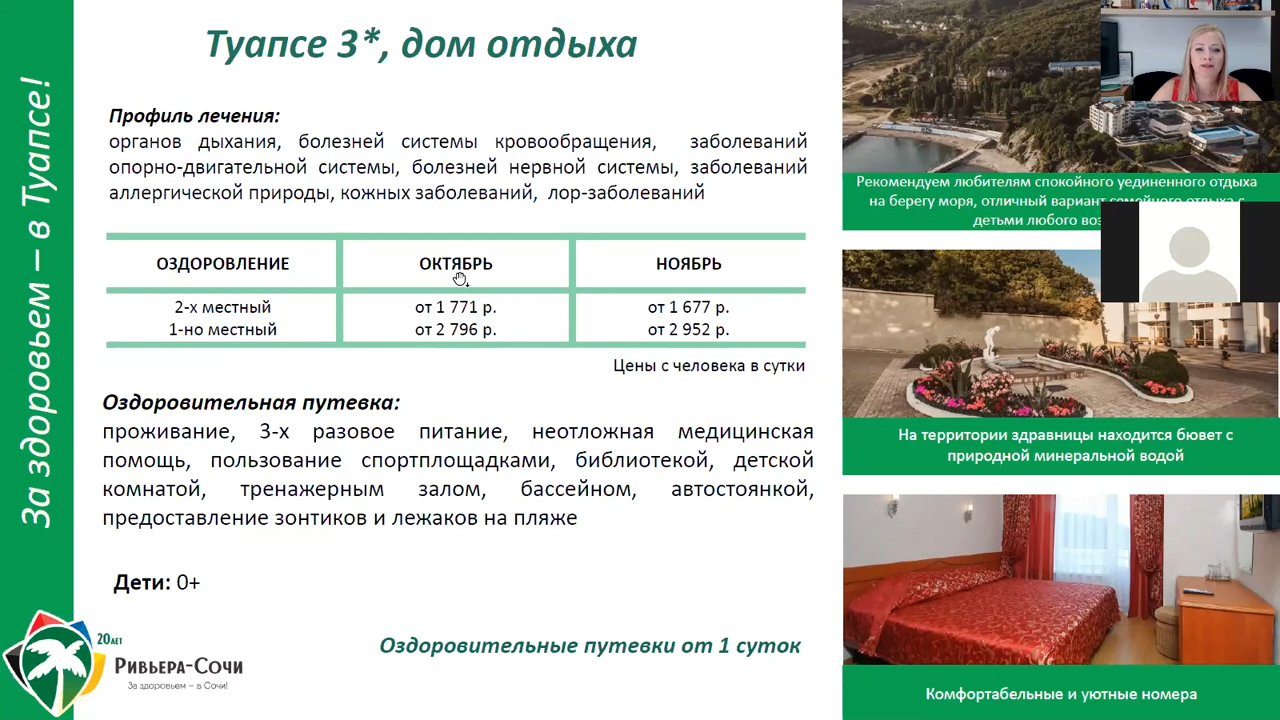 За здоровьем – в Туапсе!
Туапсе 3*, дом отдыха
Профиль лечения:
органов дыхания, болезней системы кровообращения, заболеваний
опорно-двигательной системы, болезней нервной системы, заболеваний
аллергической природы, кожных заболеваний, лор-заболеваний
ОЗДОРОВЛЕНИЕ ОКТЯБРЬ НОЯБРЬ
2-х местный от 1 771 р. от 1 677 р.
1-но местный от 2 796 р. от 2 952 р.
Цены с человека в сутки
Оздоровительная путевка:
проживание, 3-х разовое питание, неотложная медицинская
помощь, пользование спортплощадками, библиотекой, детской
комнатой, тренажерным залом, бассейном, автостоянкой,
предоставление зонтиков и лежаков на пляже
Дети: 0+
Оздоровительные путевки от 1 суток
20 ЛЕТ
РИВЬЕРА-СОЧИ
За здоровьем – в Сочи!
Рекомендуем любителям спокойного уединенного отдыха
на берегу моря, отличный вариант семейного отдыха с
детьми любого
На территории здравницы находится бювет с
природной минеральной водой
Комфортабельные и уютные номера